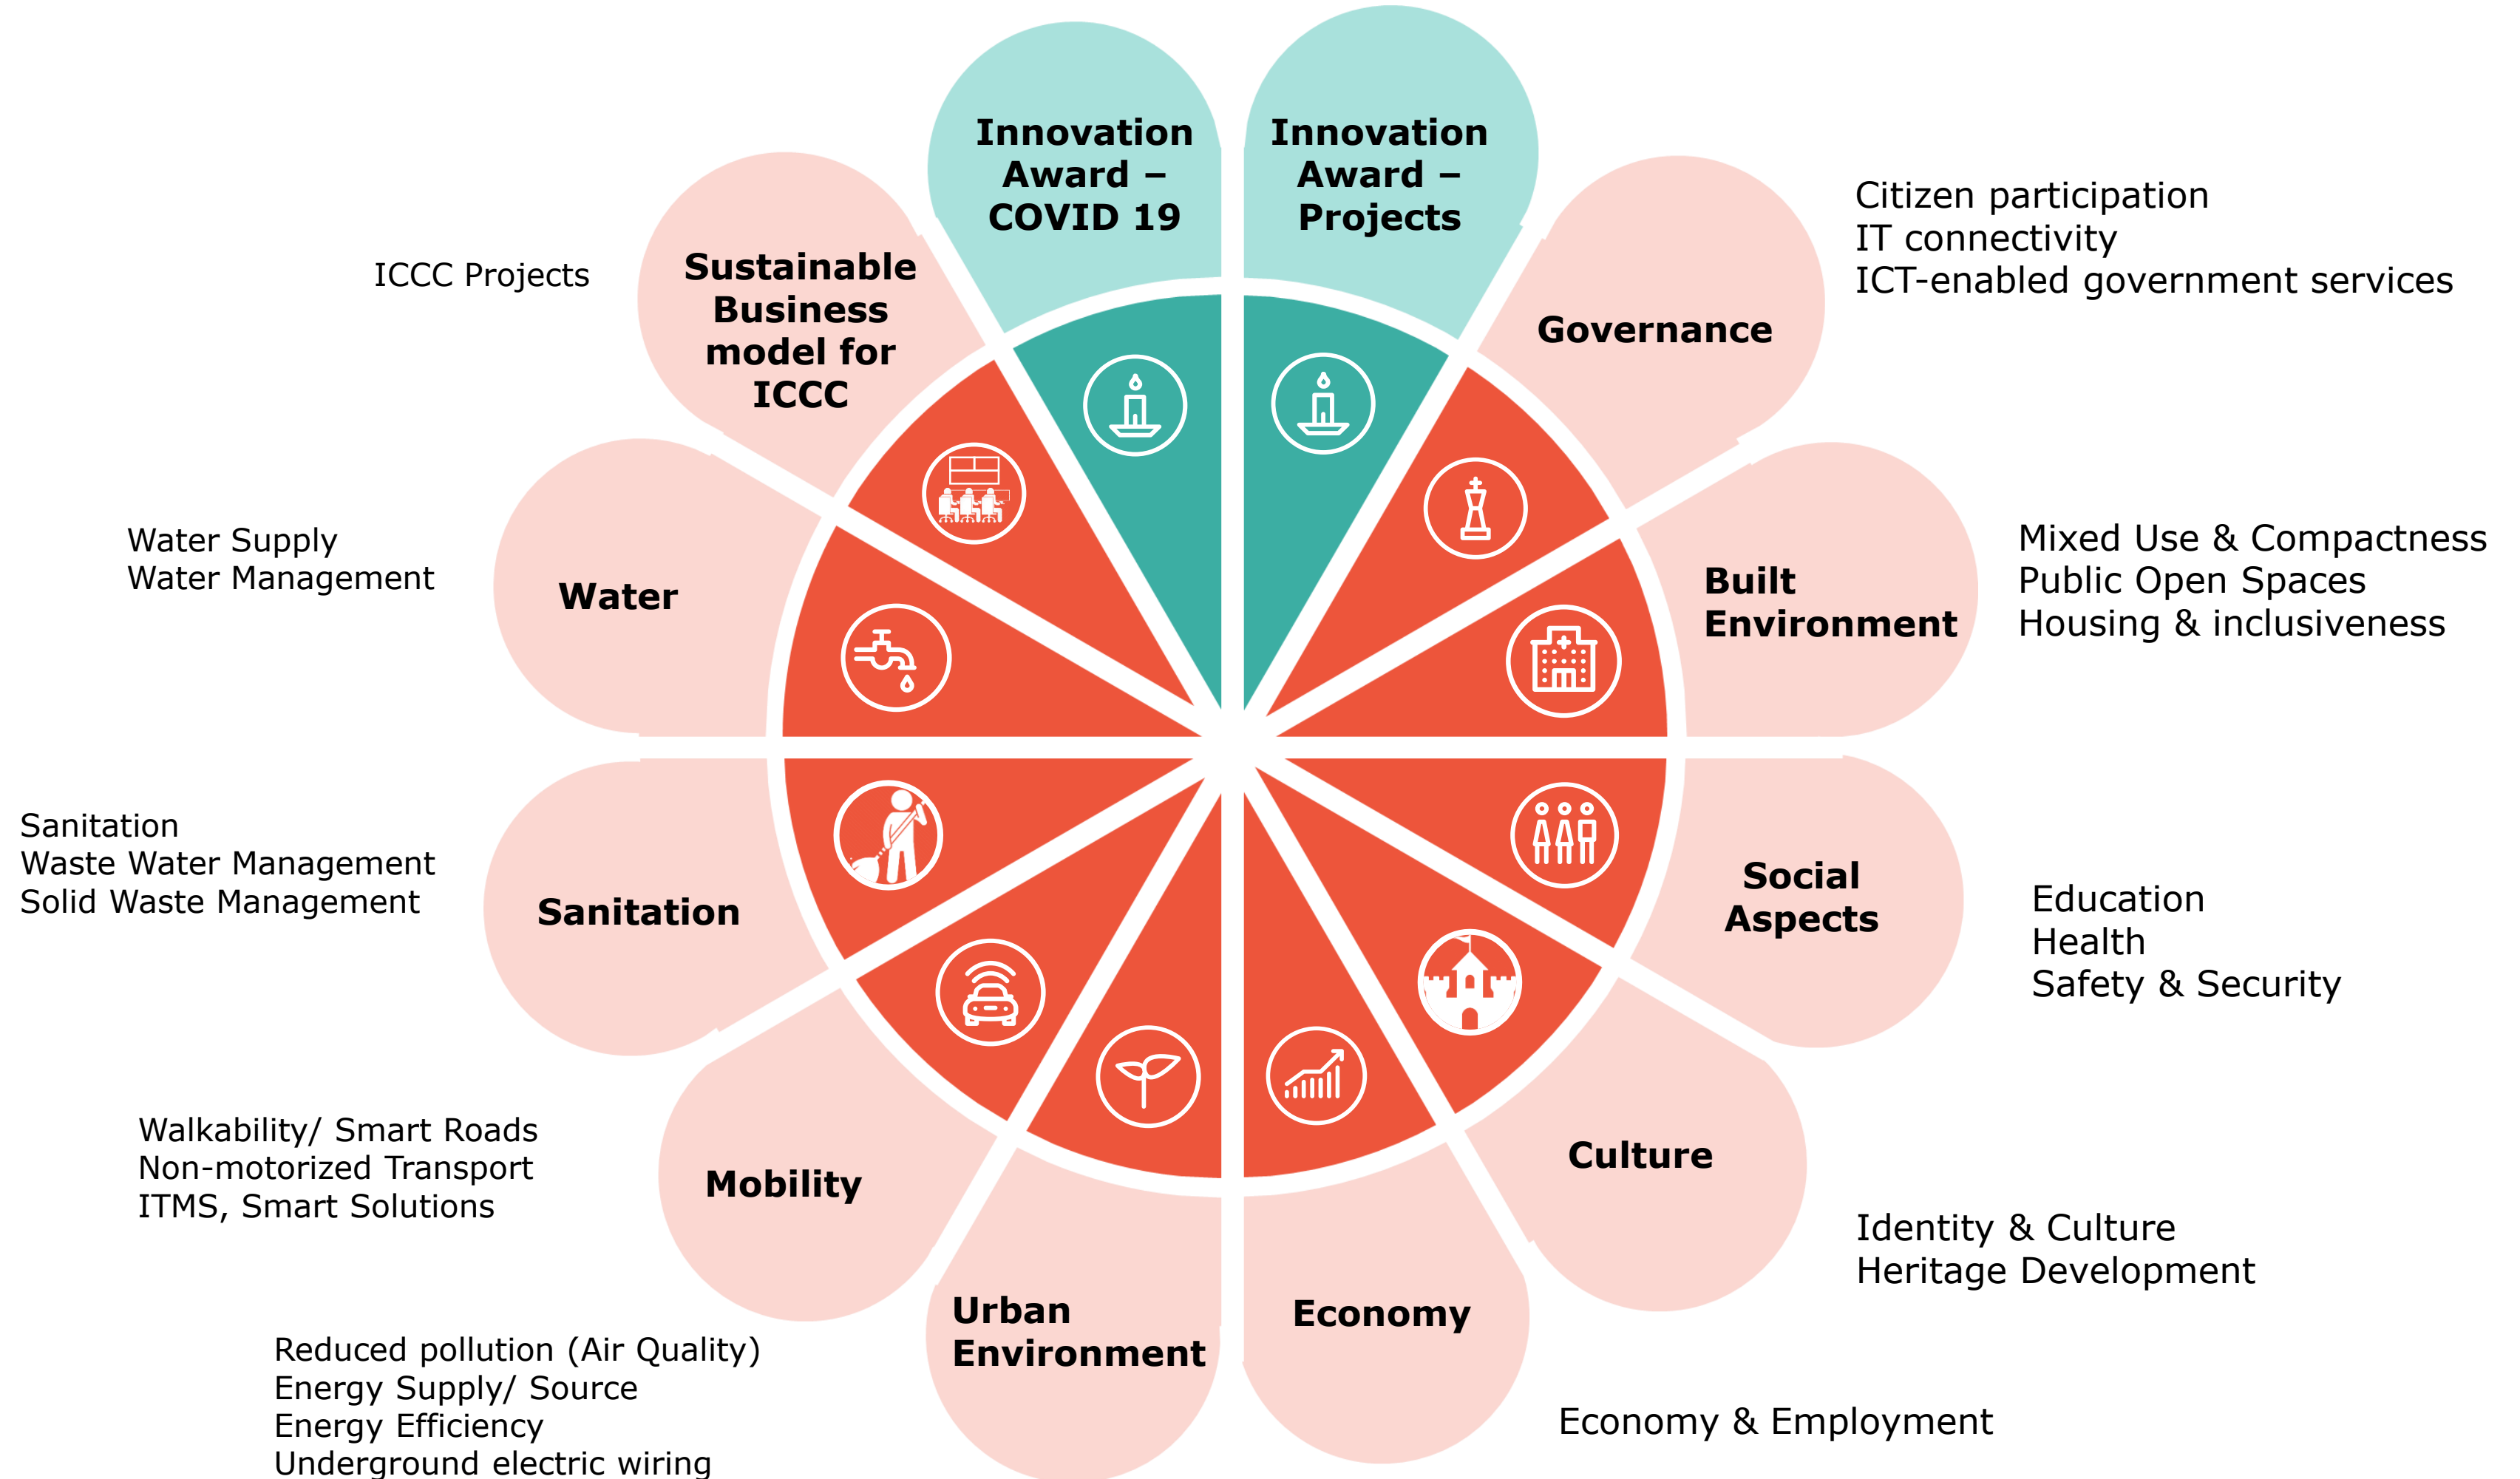 Innovation
Award –
COVID 19
Innovation
Award –
Projects
Governance
Citizen participation
IT connectivity
ICT-enabled government services
Built
Environment
Mixed Use & Compactness
Public Open Spaces
Housing & inclusiveness
Social
Aspects
Education
Health
Safety & Security
Culture
Identity & Culture
Heritage Development
Economy
Economy & Employment
Urban
Environment
Reduced pollution (Air Quality)
Energy Supply/ Source
Energy Efficiency
Underground electric wiring
Mobility
Walkability/ Smart Roads
Non-motorized Transport
ITMS, Smart Solutions
Sanitation
Sanitation
Waste Water Management
Solid Waste Management
Water
Water Supply
Water Management
Sustainable
Business
model for
ICCC
ICCC Projects